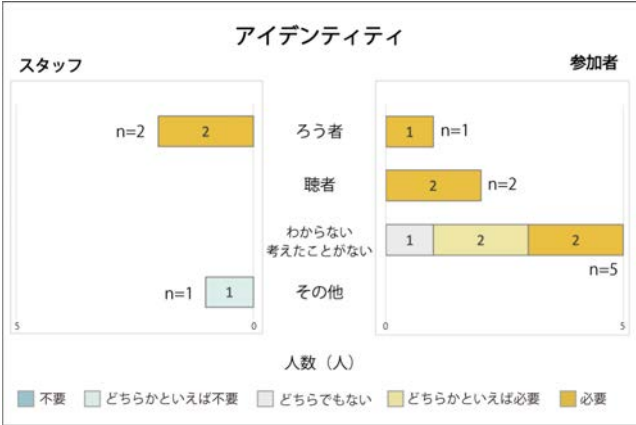 アイデンティティ
スタッフ
参加者
n=2
2
ろう者
1
n=1
聴者
2
n=2
わからない
考えたことがない
1
2
2
n=5
n=1
1
その他
5
0
0
5
人数（人）
不要
どちらかといえば不要
どちらでもない
どちらかといえば必要
必要